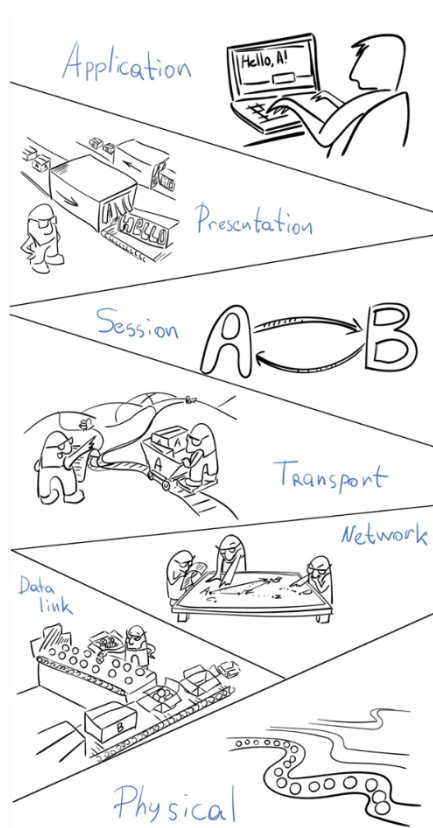 Application
Hello, A!
HELLO
Presentation
Session
A
B
A
A
Transport
Network
Data
link
B
Physical